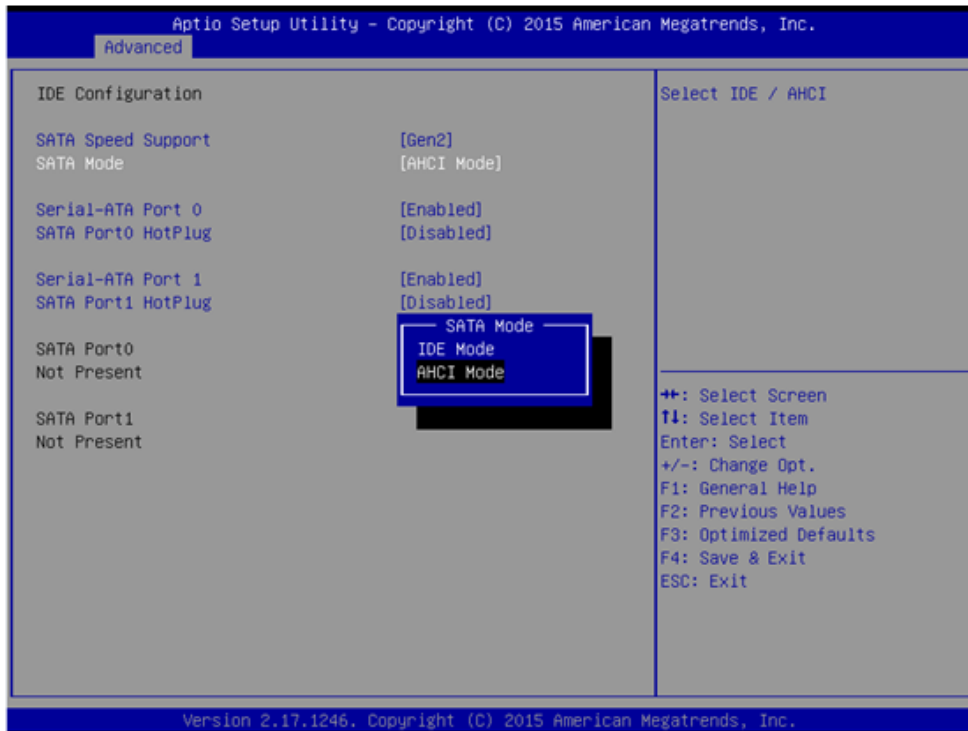 Aptio Setup Utility – Copyright (C) 2015 American Megatrends, Inc.
Advanced
IDE Configuration
SATA Speed Support [Gen2]
SATA Mode [AHCI Mode]
Serial-ATA Port 0 [Enabled]
SATA Port0 HotPlug [Disabled]
Serial-ATA Port 1 [Enabled]
SATA Port1 HotPlug [Disabled]
SATA Port0
Not Present
SATA Port1
Not Present
SATA Mode
IDE Mode
AHCI Mode
Select IDE / AHCI
→←: Select Screen
↑↓: Select Item
Enter: Select
+/-: Change Opt.
F1: General Help
F2: Previous Values
F3: Optimized Defaults
F4: Save & Exit
ESC: Exit
Version 2.17.1246. Copyright (C) 2015 American Megatrends, Inc.